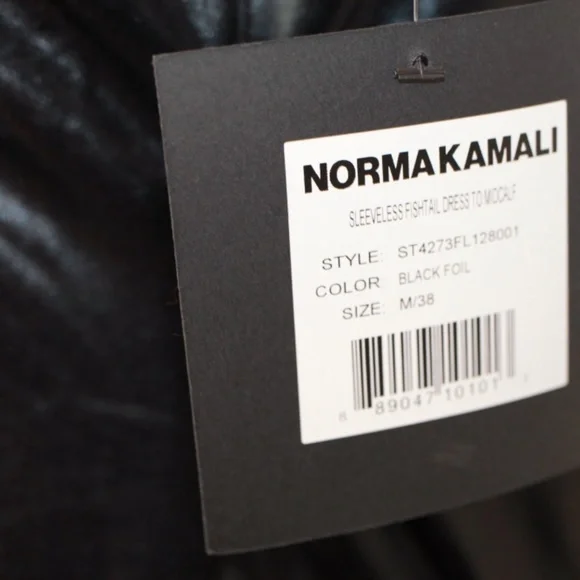 NORMAKAMALI
SLEEVELESS FISHTAIL DRESS TO MIDCALF
STYLE: ST4273FL128001
COLOR BLACK FOIL
SIZE: M/38
89047 10101